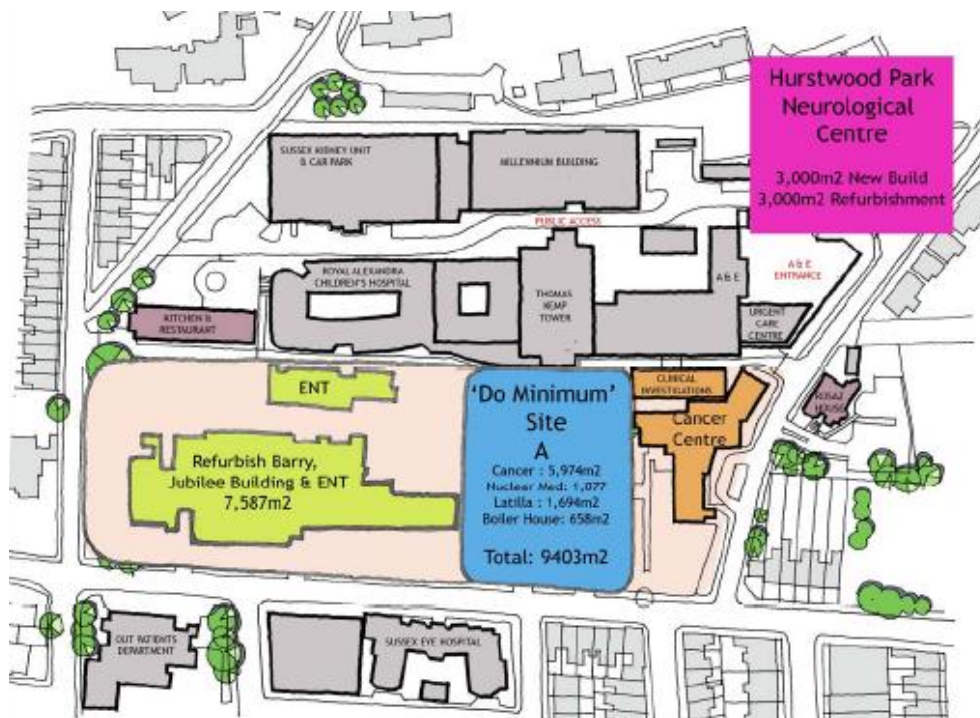 Hurstwood Park
Neurological
Centre
3,000m2 New Build
3,000m2 Refurbishment
SUSSEX KIDNEY UNIT
& CAR PARK
MILLENNIUM BUILDING
PUBLIC ACCESS
ROYAL ALEXANDRA
CHILDREN'S HOSPITAL
THOMAS
KEMP
TOWER
A & E
A & E
ENTRANCE
URGENT
CARE
CENTRE
KITCHEN &
RESTAURANT
ENT
Refurbish Barry,
Jubilee Building & ENT
7,587m2
'Do Minimum'
Site
A
Cancer : 5,974m2
Nuclear Med: 1,077
Latilla : 1,694m2
Boiler House: 658m2
Total: 9403m2
CLINICAL
INVESTIGATIONS
Cancer
Centre
ROSAZ
HOUSE
OUT PATIENTS
DEPARTMENT
SUSSEX EYE HOSPITAL